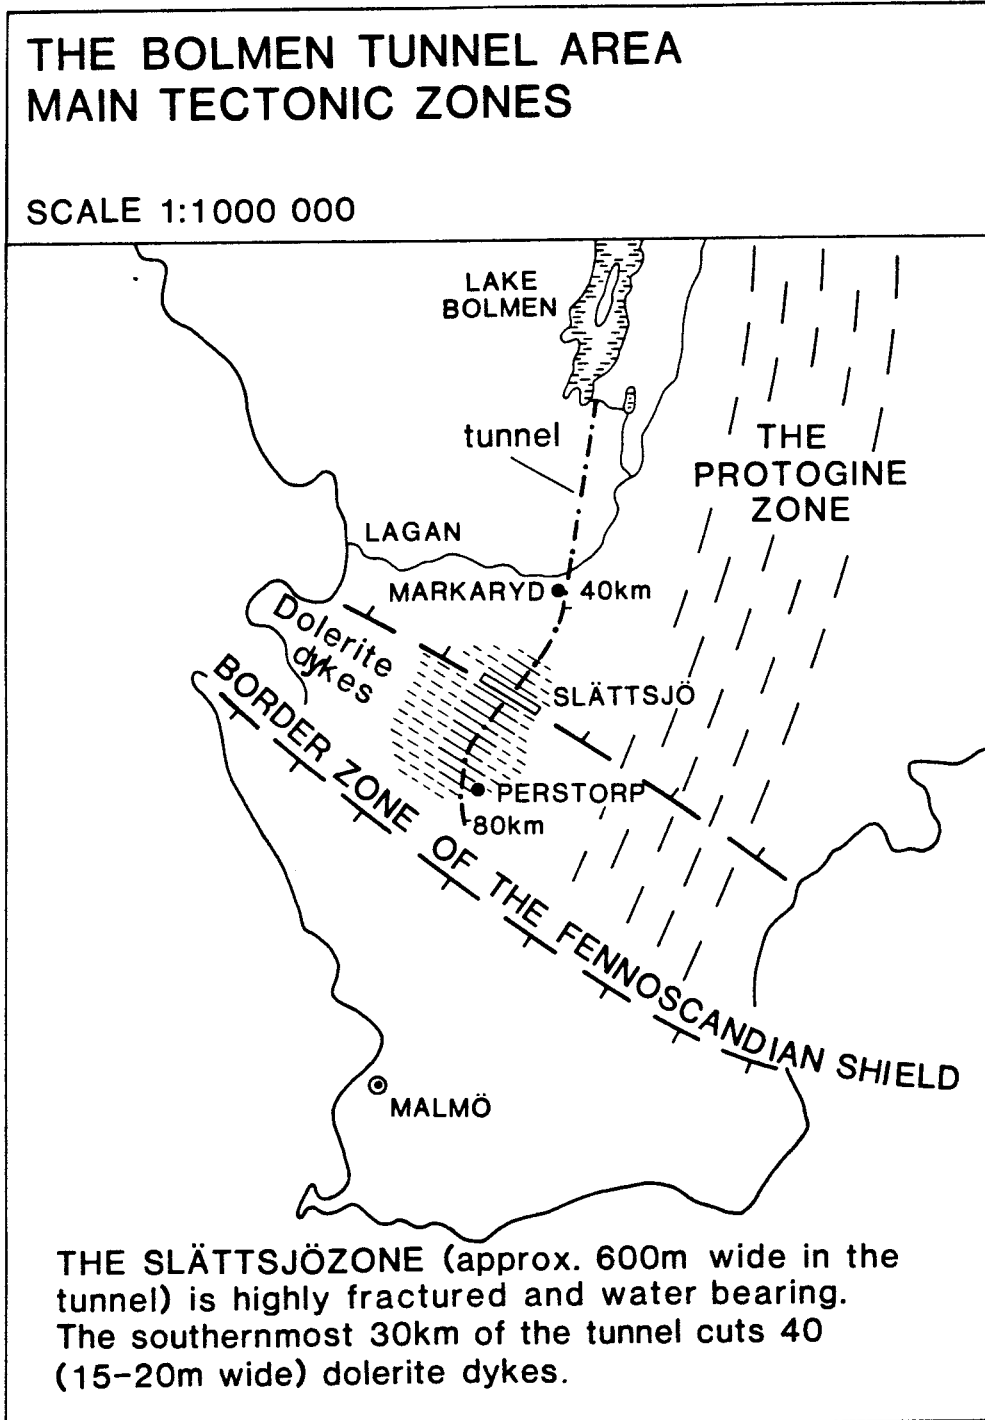 THE BOLMEN TUNNEL AREA
MAIN TECTONIC ZONES
SCALE 1:1000 000
LAKE
BOLMEN
tunnel
THE
PROTOGINE
ZONE
LAGAN
MARKARYD
40km
Dolerite
dykes
SLÄTTSJÖ
BORDER ZONE OF THE FENNOSCANDIAN SHIELD
PERSTORP
80km
MALMÖ
THE SLÄTTSJÖZONE (approx. 600m wide in the
tunnel) is highly fractured and water bearing.
The southernmost 30km of the tunnel cuts 40
(15-20m wide) dolerite dykes.